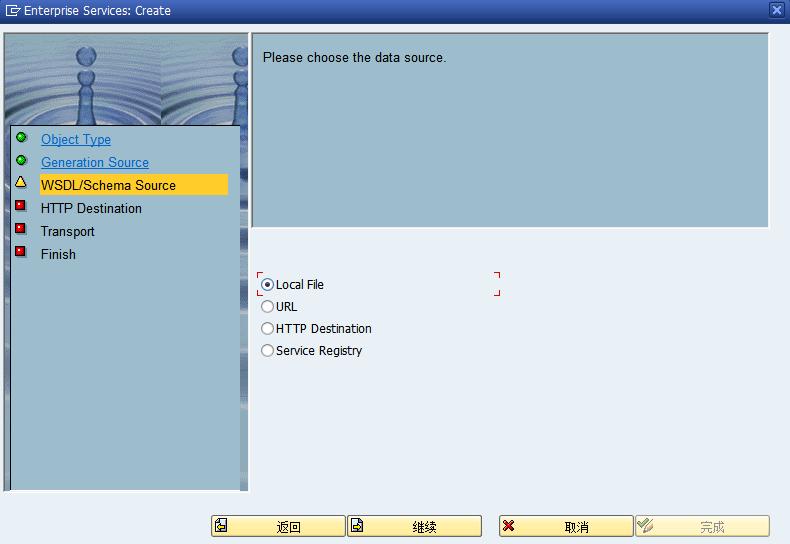 Enterprise Services: Create
Please choose the data source.
Object Type
Generation Source
WSDL/Schema Source
HTTP Destination
Transport
Finish
Local File
URL
HTTP Destination
Service Registry
返回
继续
取消
完成